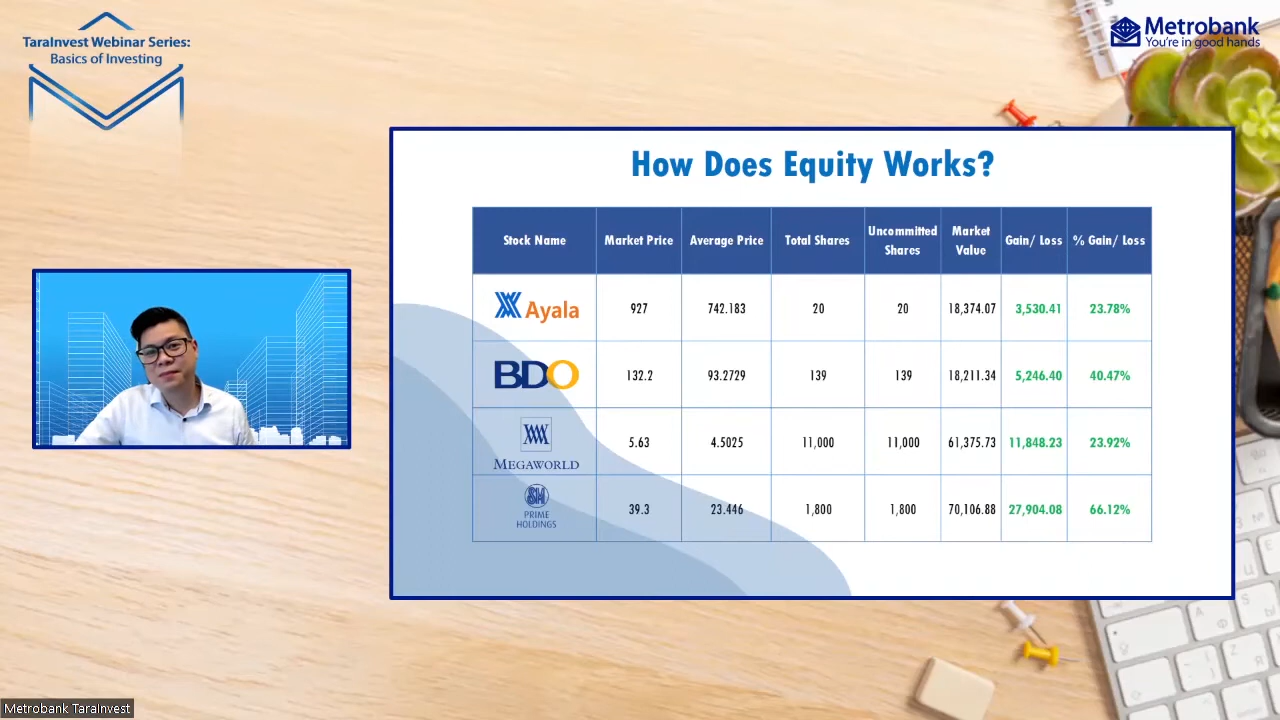 TaraInvest Webinar Series:
Basics of Investing
Metrobank
You're in good hands
How Does Equity Works?
Stock Name Market Price Average Price Total Shares Uncommitted Shares Market Value Gain/ Loss % Gain/ Loss
Ayala 927 742.183 20 20 18,374.07 3,530.41 23.78%
BDO 132.2 93.2729 139 139 18,211.34 5,246.40 40.47%
MEGAWORLD 5.63 4.5025 11,000 11,000 61,375.73 11,848.23 23.92%
SM PRIME HOLDINGS 39.3 23.446 1,800 1,800 70,106.88 27,904.08 66.12%
Metrobank TaraInvest